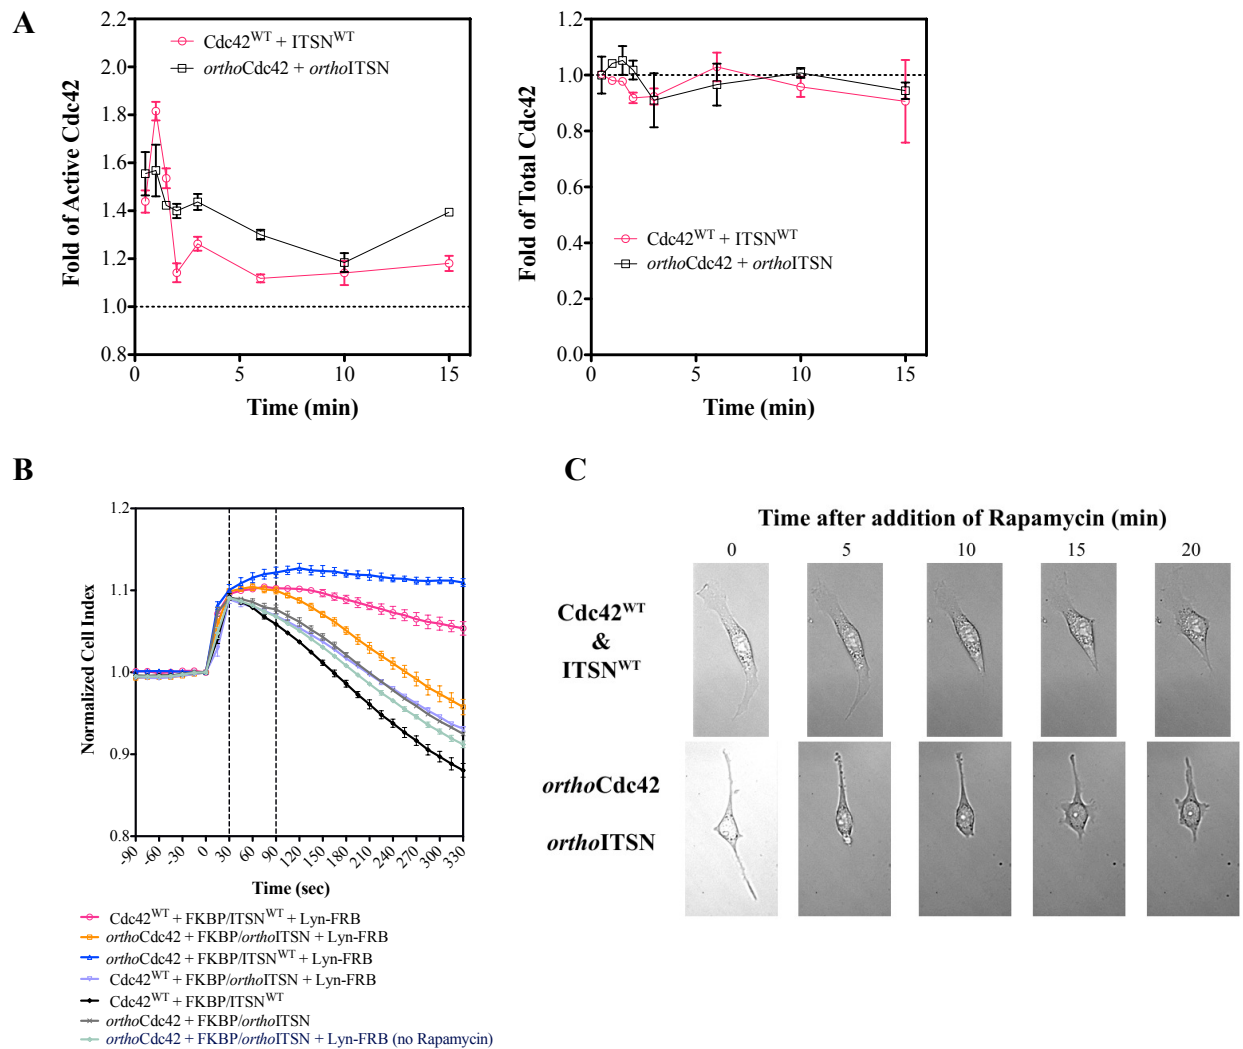 A
2.2
2.0
1.8
1.6
1.4
1.2
1.0
0.8
0
5
10
15
Fold of Active Cdc42
Time (min)
Cdc42WT + ITSNWT
orthoCdc42 + orthoITSN
1.2
1.0
0.8
0.6
0.4
0.2
0.0
0
5
10
15
Fold of Total Cdc42
Time (min)
Cdc42WT + ITSNWT
orthoCdc42 + orthoITSN
B
1.2
1.1
1.0
0.9
0.8
Normalized Cell Index
-90
-60
-30
0
30
60
90
120
150
180
210
240
270
300
330
Time (sec)
Cdc42WT + FKBP/ITSNWT + Lyn-FRB
orthoCdc42 + FKBP/orthoITSN + Lyn-FRB
orthoCdc42 + FKBP/ITSNWT + Lyn-FRB
Cdc42WT + FKBP/orthoITSN + Lyn-FRB
Cdc42WT + FKBP/ITSNWT
orthoCdc42 + FKBP/orthoITSN
orthoCdc42 + FKBP/orthoITSN + Lyn-FRB (no Rapamycin)
C
Time after addition of Rapamycin (min)
0 5 10 15 20
Cdc42WT
&
ITSNWT
orthoCdc42
orthoITSN